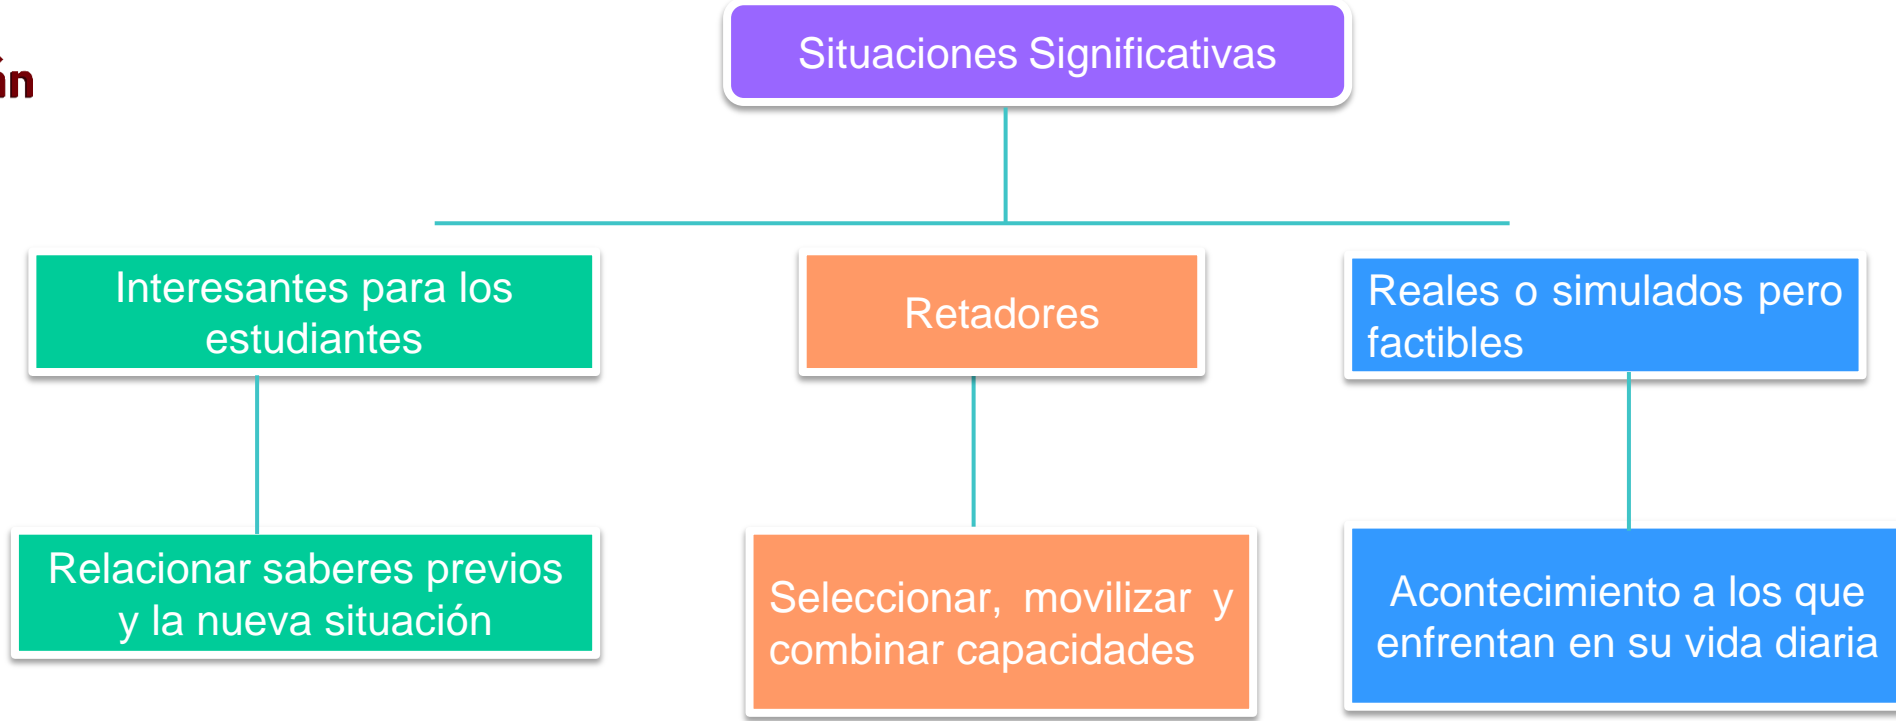 Situaciones Significativas
Interesantes para los
estudiantes
Retadores
Reales o simulados pero
factibles
Relacionar saberes previos
y la nueva situación
Seleccionar, movilizar y
combinar capacidades
Acontecimiento a los que
enfrentan en su vida diaria